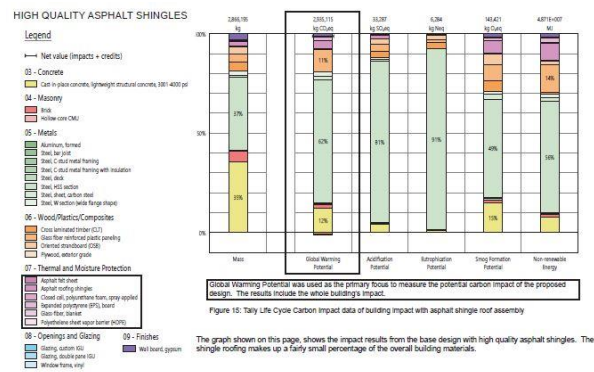 HIGH QUALITY ASPHALT SHINGLES
Legend
Net value (impacts + credits)
03 - Concrete
Cast-in-place concrete, lightweight structural concrete, 3001-4000 psi
04 - Masonry
Brick
Hollow-core CMU
05 - Metals
Aluminum, formed
Steel, bar joist
Steel, C stud metal framing
Steel, C stud metal framing with insulation
Steel, deck
Steel, HSS section
Steel, sheet, carbon steel
Steel, W section (wide flange shape)
06 - Wood/Plastics/Composites
Cross laminated timber (CLT)
Glass fiber reinforced plastic paneling
Oriented strandboard (OSB)
Plywood, exterior grade
07 - Thermal and Moisture Protection
Asphalt felt sheet
Asphalt roofing shingles
Closed cell, polyurethane foam, spray-applied
Expanded polystyrene (EPS), board
Glass-fiber, blanket
Polyethelene sheet vapor barrier (HDPE)
08 - Openings and Glazing
Glazing, custom IGU
Glazing, double pane IGU
Window frame, vinyl
09 - Finishes
Wall board, gypsum
2,866,195 2,935,115 33,287 6,284 143,421 4.871E+007
kg kg CO₂eq kg SO₂eq kg Neq kg O₃eq MJ
50%
0%
11% 14%
37% 62% 81% 91% 49% 36%
33% 12% 15%
Mass
Global Warming Potential
Acidification Potential
Eutrophication Potential
Smog Formation Potential
Non-renewable Energy
Global Warming Potential was used as the primary focus to measure the potential carbon impact of the proposed
design. The results include the whole building's impact.
Figure 15: Tally Life Cycle Carbon Impact data of building impact with asphalt shingle roof assembly
The graph shown on this page, shows the impact results from the base design with high quality asphalt shingles. The
shingle roofing makes up a fairly small percentage of the overall building materials.